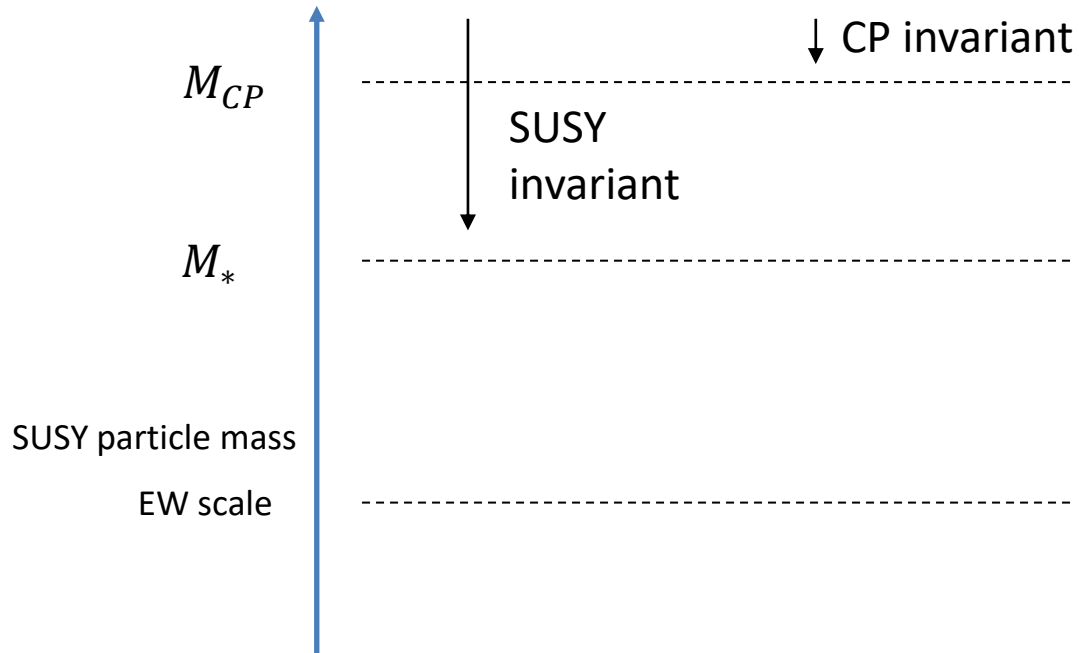 CP invariant
M_{CP}
SUSY
invariant
M_*
SUSY particle mass
EW scale